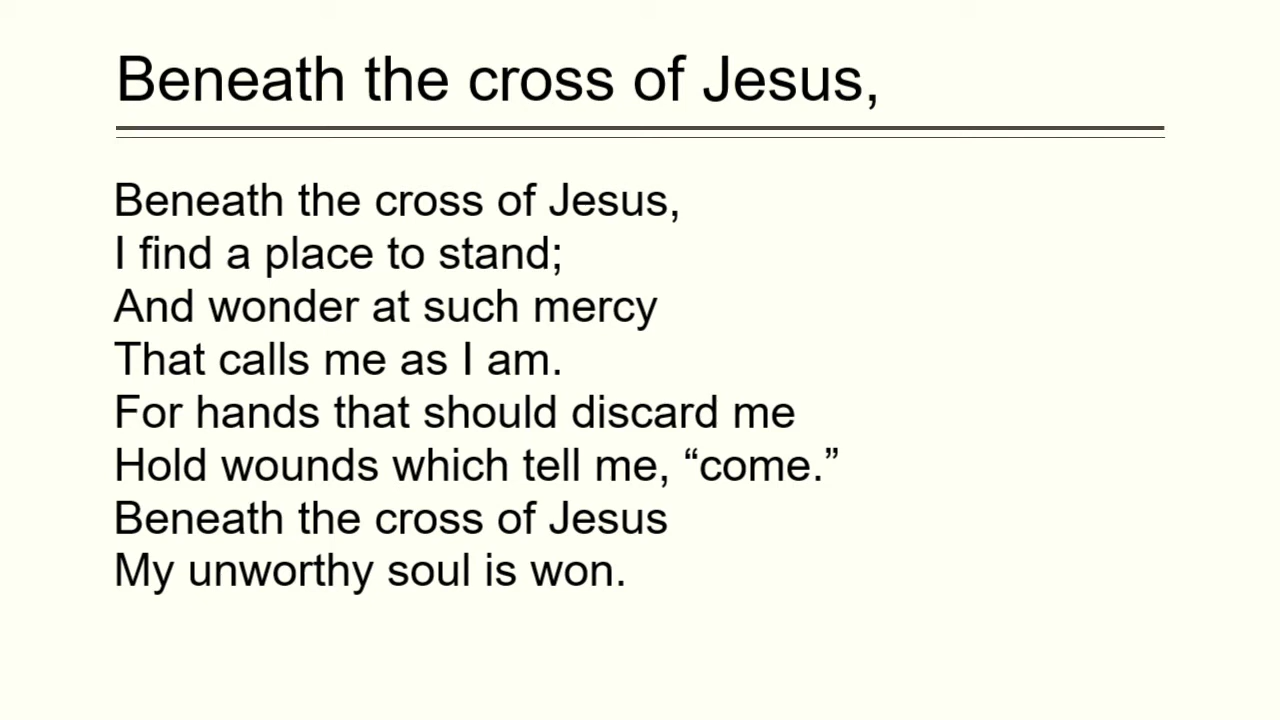 Beneath the cross of Jesus,
Beneath the cross of Jesus,
I find a place to stand;
And wonder at such mercy
That calls me as I am.
For hands that should discard me
Hold wounds which tell me, “come.”
Beneath the cross of Jesus
My unworthy soul is won.